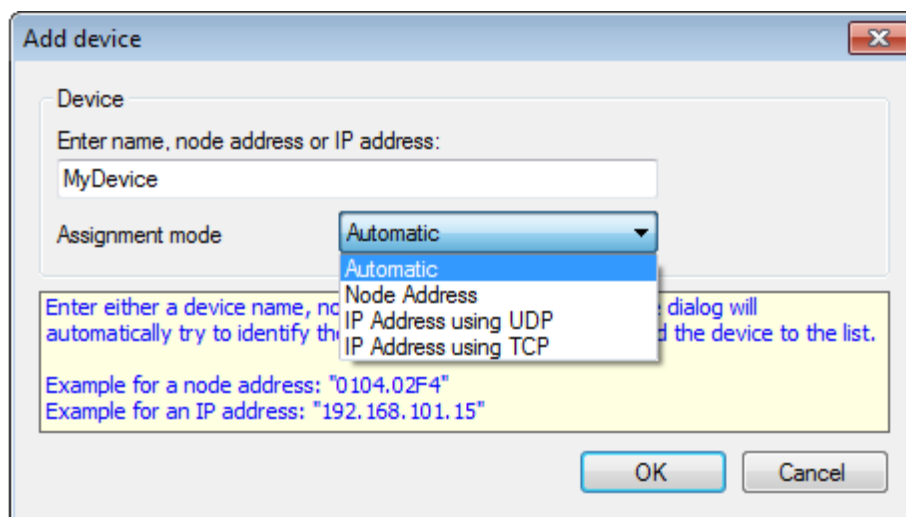 Add device
Device
Enter name, node address or IP address:
MyDevice
Assignment mode
Automatic
Automatic
Node Address
IP Address using UDP
IP Address using TCP
Enter either a device name, no dialog will
automatically try to identify the d the device to the list.
Example for a node address: "0104.02F4"
Example for an IP address: "192.168.101.15"
OK
Cancel